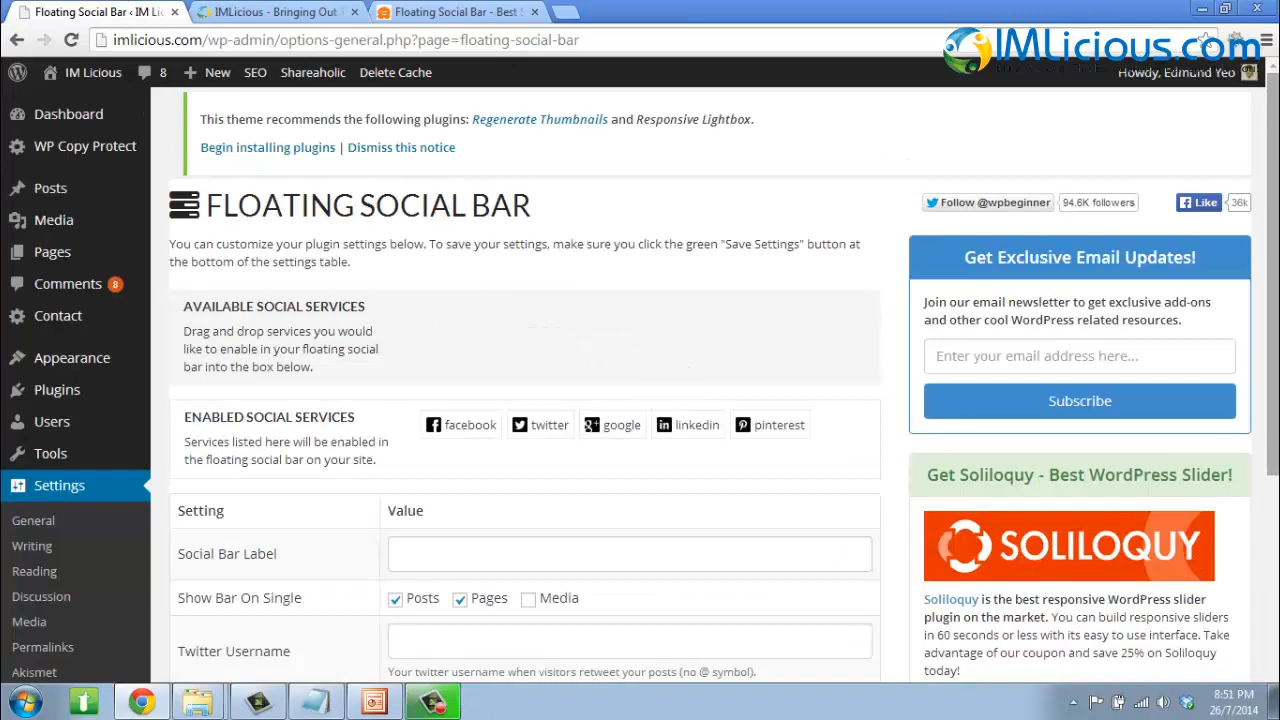 Floating Social Bar ‹ IM Li
IMLicious - Bringing Out
Floating Social Bar - Best
imlicious.com/wp-admin/options-general.php?page=floating-social-bar
IMLicious.com
IM Licious
8
New
SEO
Shareaholic
Delete Cache
Howdy, Edmund Yeo
Dashboard
WP Copy Protect
Posts
Media
Pages
Comments 8
Contact
Appearance
Plugins
Users
Tools
Settings
General
Writing
Reading
Discussion
Media
Permalinks
Akismet
This theme recommends the following plugins: Regenerate Thumbnails and Responsive Lightbox.
Begin installing plugins | Dismiss this notice
FLOATING SOCIAL BAR
You can customize your plugin settings below. To save your settings, make sure you click the green "Save Settings" button at
the bottom of the settings table.
AVAILABLE SOCIAL SERVICES
Drag and drop services you would
like to enable in your floating social
bar into the box below.
ENABLED SOCIAL SERVICES
Services listed here will be enabled in
the floating social bar on your site.
facebook
twitter
google
linkedin
pinterest
Setting
Value
Social Bar Label
Show Bar On Single
Posts
Pages
Media
Twitter Username
Your twitter username when visitors retweet your posts (no @ symbol).
Follow @wpbeginner
94.6K followers
Like
36k
Get Exclusive Email Updates!
Join our email newsletter to get exclusive add-ons
and other cool WordPress related resources.
Enter your email address here...
Subscribe
Get Soliloquy - Best WordPress Slider!
SOLILOQUY
Soliloquy is the best responsive WordPress slider
plugin on the market. You can build responsive sliders
in 60 seconds or less with its easy to use interface. Take
advantage of our coupon and save 25% on Soliloquy
today!
8:51 PM
26/7/2014